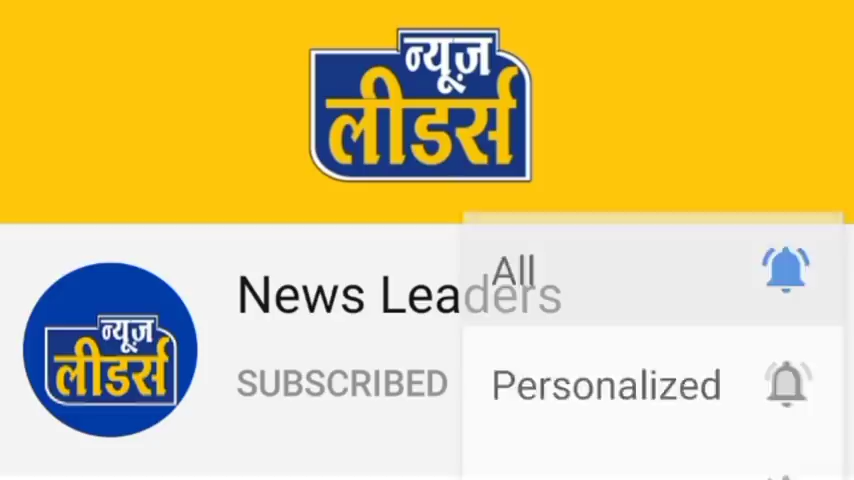 न्यूज़
लीडर्स
न्यूज़
लीडर्स
News Leaders
SUBSCRIBED
All
Personalized